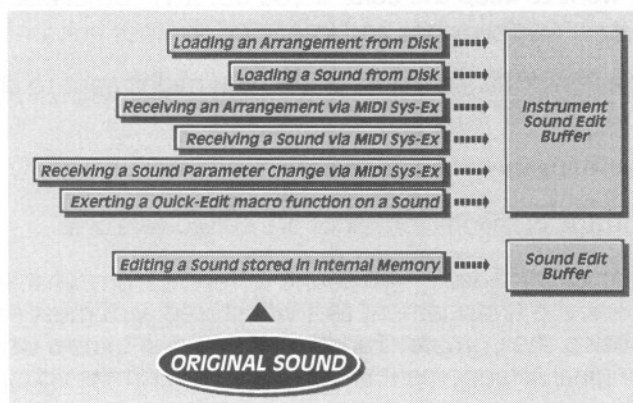 Loading an Arrangement from Disk
Loading a Sound from Disk
Receiving an Arrangement via MIDI Sys-Ex
Receiving a Sound via MIDI Sys-Ex
Receiving a Sound Parameter Change via MIDI Sys-Ex
Exerting a Quick-Edit macro function on a Sound
Instrument
Sound Edit
Buffer
Editing a Sound stored in Internal Memory
Sound Edit
Buffer
ORIGINAL SOUND